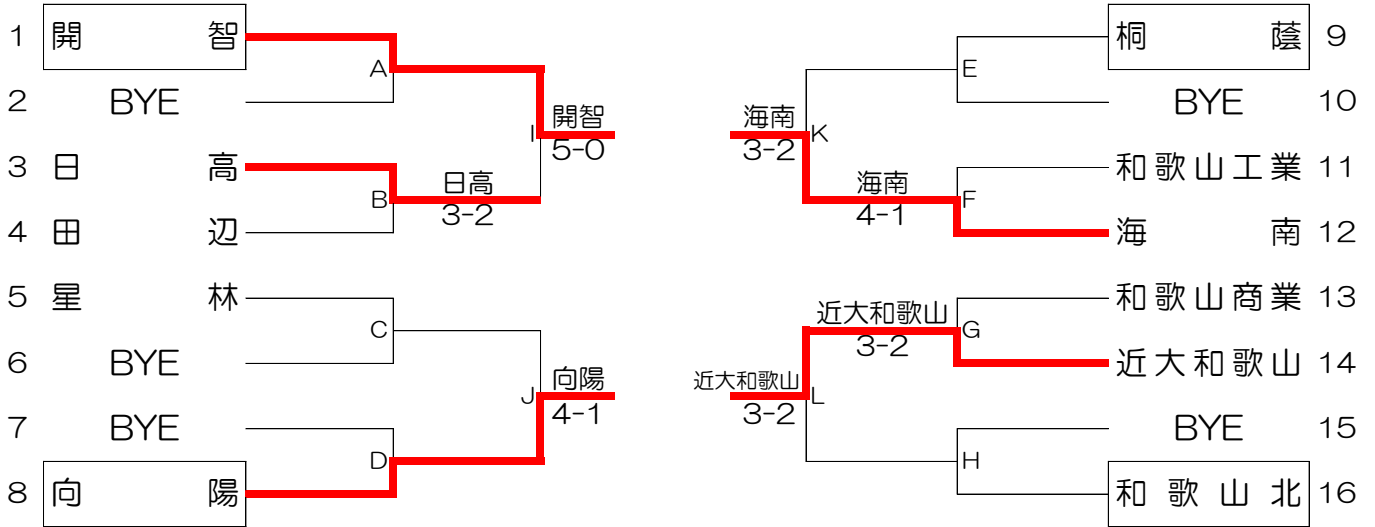 1 開智
A
2 BYE
I 開智
5-0
3 日高
B 日高
3-2
4 田辺
5 星林
C
6 BYE
J 向陽
4-1
7 BYE
D
8 向陽
桐蔭 9
E
BYE 10
海南 K
3-2
和歌山工業 11
海南 F
4-1
海南 12
和歌山商業 13
近大和歌山 G
3-2
近大和歌山 14
近大和歌山 L
3-2
BYE 15
H
和歌山北 16